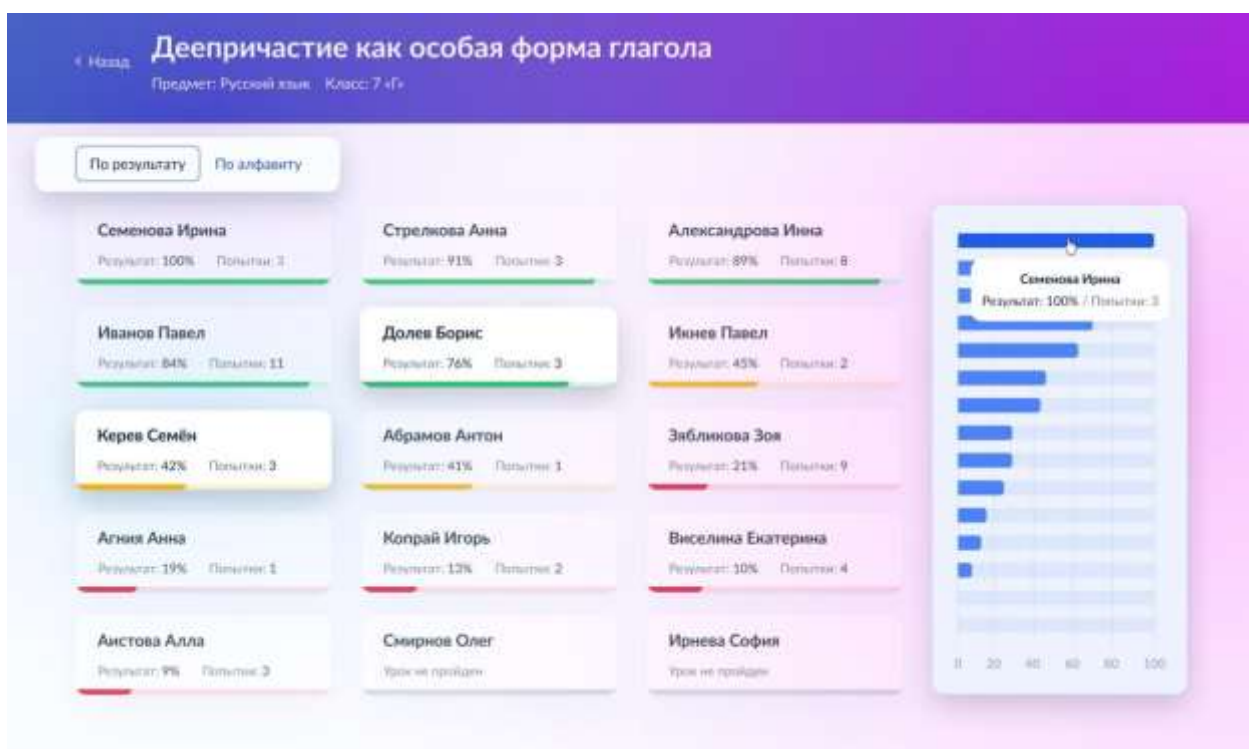 ‹ Назад
Деепричастие как особая форма глагола
Предмет: Русский язык Класс: 7 «Г»
По результату По алфавиту
Семенова Ирина
Результат: 100% Попытки: 3
Стрелкова Анна
Результат: 91% Попытки: 3
Александрова Инна
Результат: 89% Попытки: 8
Иванов Павел
Результат: 84% Попытки: 11
Долев Борис
Результат: 76% Попытки: 3
Икнев Павел
Результат: 45% Попытки: 2
Керев Семён
Результат: 42% Попытки: 3
Абрамов Антон
Результат: 41% Попытки: 1
Зябликова Зоя
Результат: 21% Попытки: 9
Агния Анна
Результат: 19% Попытки: 1
Копрай Игорь
Результат: 13% Попытки: 2
Виселина Екатерина
Результат: 10% Попытки: 4
Аистова Алла
Результат: 9% Попытки: 3
Смирнов Олег
Урок не пройден
Ирнева София
Урок не пройден
Семенова Ирина
Результат: 100% / Попытки: 3
0 20 40 60 80 100